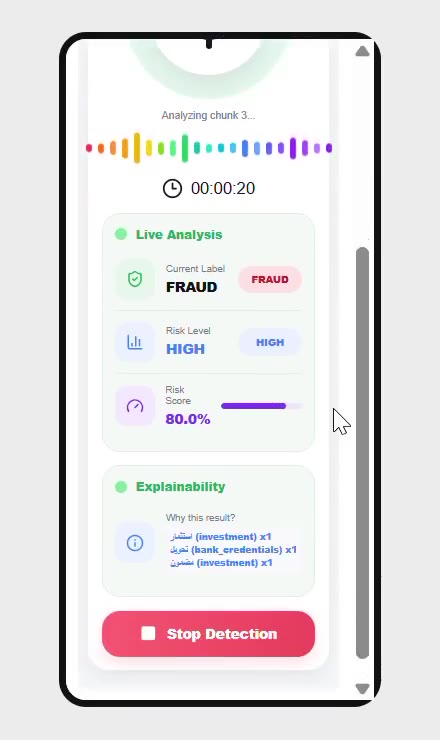 Analyzing chunk 3...
00:00:20
Live Analysis
Current Label
FRAUD
FRAUD
Risk Level
HIGH
HIGH
Risk
Score
80.0%
Explainability
Why this result?
استثمار (investment) x1
تحويل (bank_credentials) x1
مضمون (investment) x1
Stop Detection